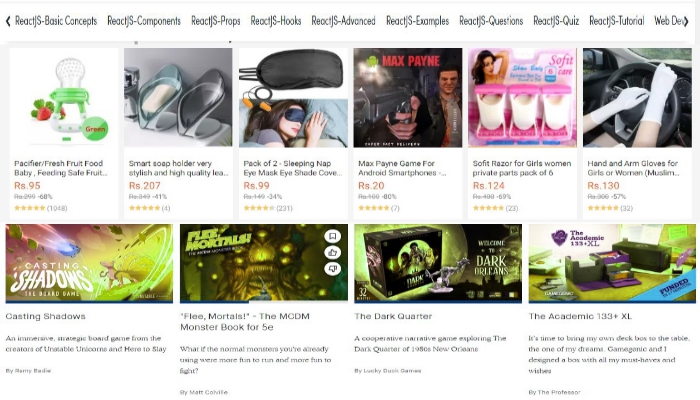 ReactJS-Basic Concepts ReactJS-Components ReactJS-Props ReactJS-Hooks ReactJS-Advanced ReactJS-Examples ReactJS-Questions ReactJS-Quiz ReactJS-Tutorial Web Dev
Green
MAX PAYNE
Sofit
care
Pacifier/Fresh Fruit Food
Baby , Feeding Safe Fruit...
Rs.95
Rs.299 -68%
(1048)
Smart soap holder very
stylish and high quality lea...
Rs.207
Rs.349 -41%
(4)
Pack of 2 - Sleeping Nap
Eye Mask Eye Shade Cove...
Rs.99
Rs.149 -34%
(231)
Max Payne Game For
Android Smartphones -...
Rs.20
Rs.100 -80%
(7)
Sofit Razor for Girls women
private parts pack of 6
Rs.124
Rs.400 -69%
(23)
Hand and Arm Gloves for
Girls or Women (Muslim...
Rs.130
Rs.300 -57%
(32)
CASTING
SHADOWS
THE BOARD GAME
FLEE,
MORTALS!
THE DARK QUARTER
WELCOME
TO
DARK
ORLEANS
The
Academic
133+XL
GAMEGENIC
FUNDED
Casting Shadows
An immersive, strategic board game from the
creators of Unstable Unicorns and Here to Slay
By Ramy Badie
"Flee, Mortals!" - The MCDM
Monster Book for 5e
What if the normal monsters you're already
using were more fun to run and more fun to
fight?
By Matt Colville
The Dark Quarter
A cooperative narrative game exploring The
Dark Quarter of 1980s New Orleans
By Lucky Duck Games
The Academic 133+ XL
It's time to bring my own deck box to the table,
the one of my dreams. Gamegenic and I
designed a box with all my must-haves and
wishes
By The Professor